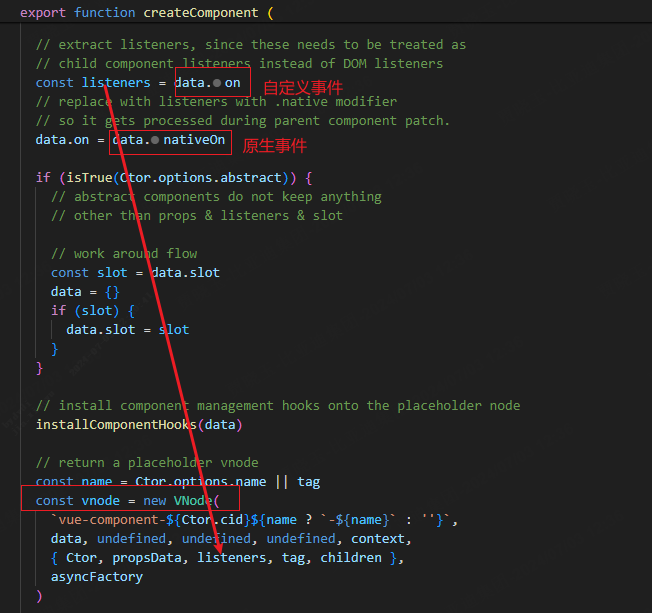 export function createComponent (
// extract listeners, since these needs to be treated as
// child component listeners instead of DOM listeners
const listeners = data.on 自定义事件
// replace with listeners with .native modifier
// so it gets processed during parent component patch.
data.on = data.nativeOn 原生事件
if (isTrue(Ctor.options.abstract)) {
// abstract components do not keep anything
// other than props & listeners & slot
// work around flow
const slot = data.slot
data = {}
if (slot) {
data.slot = slot
}
}
// install component management hooks onto the placeholder node
installComponentHooks(data)
// return a placeholder vnode
const name = Ctor.options.name || tag
const vnode = new VNode(
`vue-component-${Ctor.cid}${name ? `-${name}` : ''}`,
data, undefined, undefined, undefined, context,
{ Ctor, propsData, listeners, tag, children },
asyncFactory
)